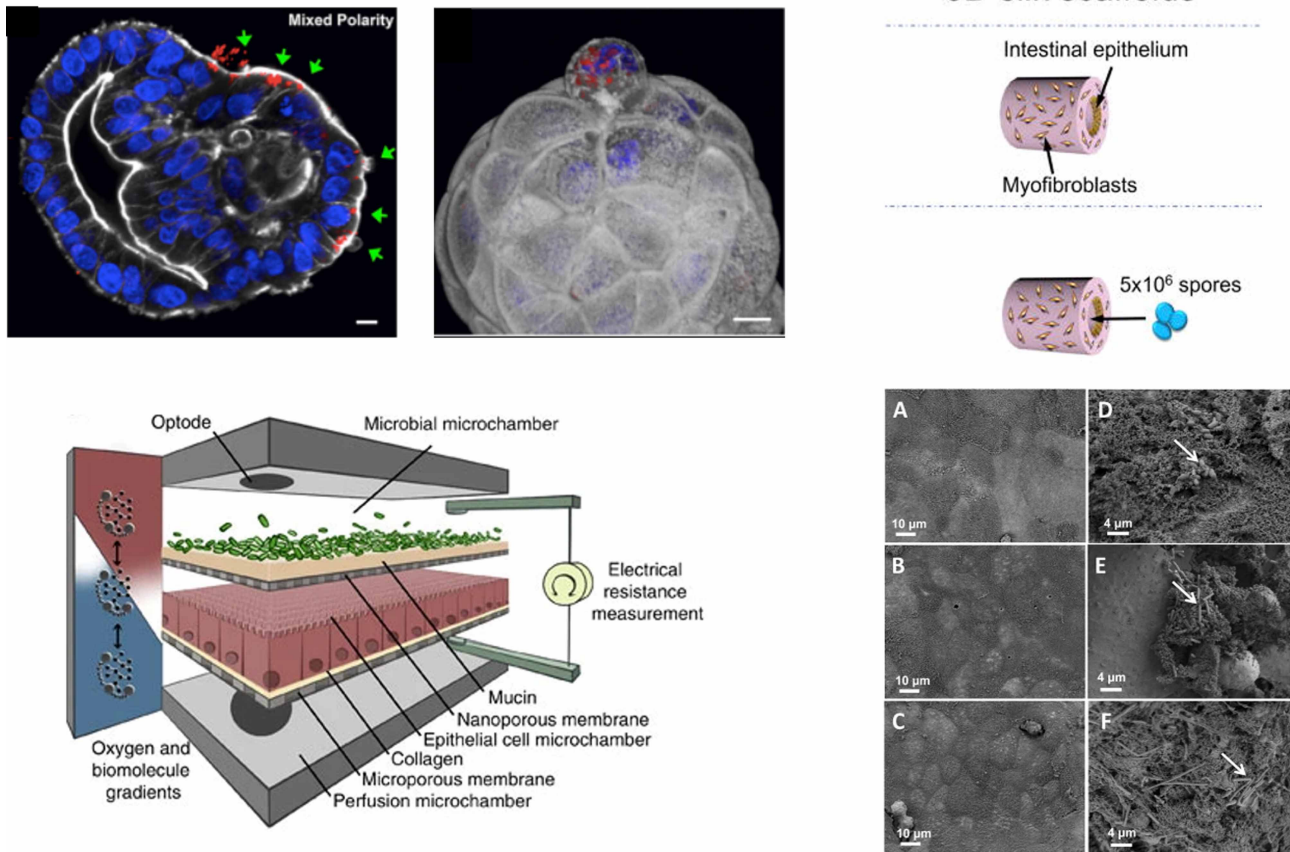 Mixed Polarity
Intestinal epithelium
Myofibroblasts
5x10⁶ spores
Optode
Microbial microchamber
Electrical
resistance
measurement
Mucin
Nanoporous membrane
Epithelial cell microchamber
Collagen
Microporous membrane
Perfusion microchamber
Oxygen and
biomolecule
gradients
A
10 µm
D
4 µm
B
10 µm
E
4 µm
C
10 µm
F
4 µm